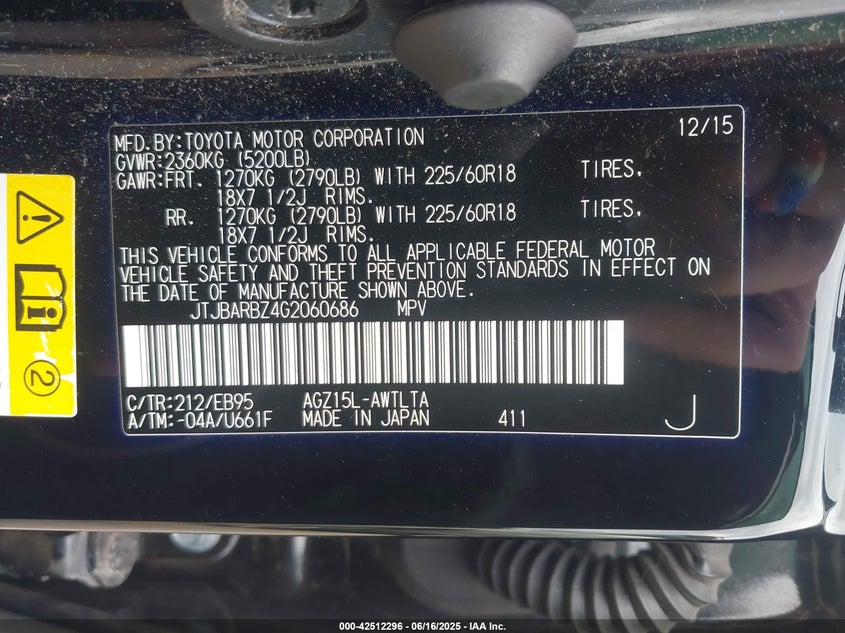 MFD.BY:TOYOTA MOTOR CORPORATION 12/15
GVWR:2360KG (5200LB)
GAWR:FRT. 1270KG (2790LB) WITH 225/60R18 TIRES,
18X7 1/2J RIMS.
RR. 1270KG (2790LB) WITH 225/60R18 TIRES,
18X7 1/2J RIMS.
THIS VEHICLE CONFORMS TO ALL APPLICABLE FEDERAL MOTOR
VEHICLE SAFETY AND THEFT PREVENTION STANDARDS IN EFFECT ON
THE DATE OF MANUFACTURE SHOWN ABOVE.
JTJBARBZ4G2060686 MPV
C/TR:212/EB95 AGZ15L-AWTLTA
A/TM:-04A/U661F MADE IN JAPAN 411 J
2
000-42512296 - 06/16/2025 - IAA Inc.